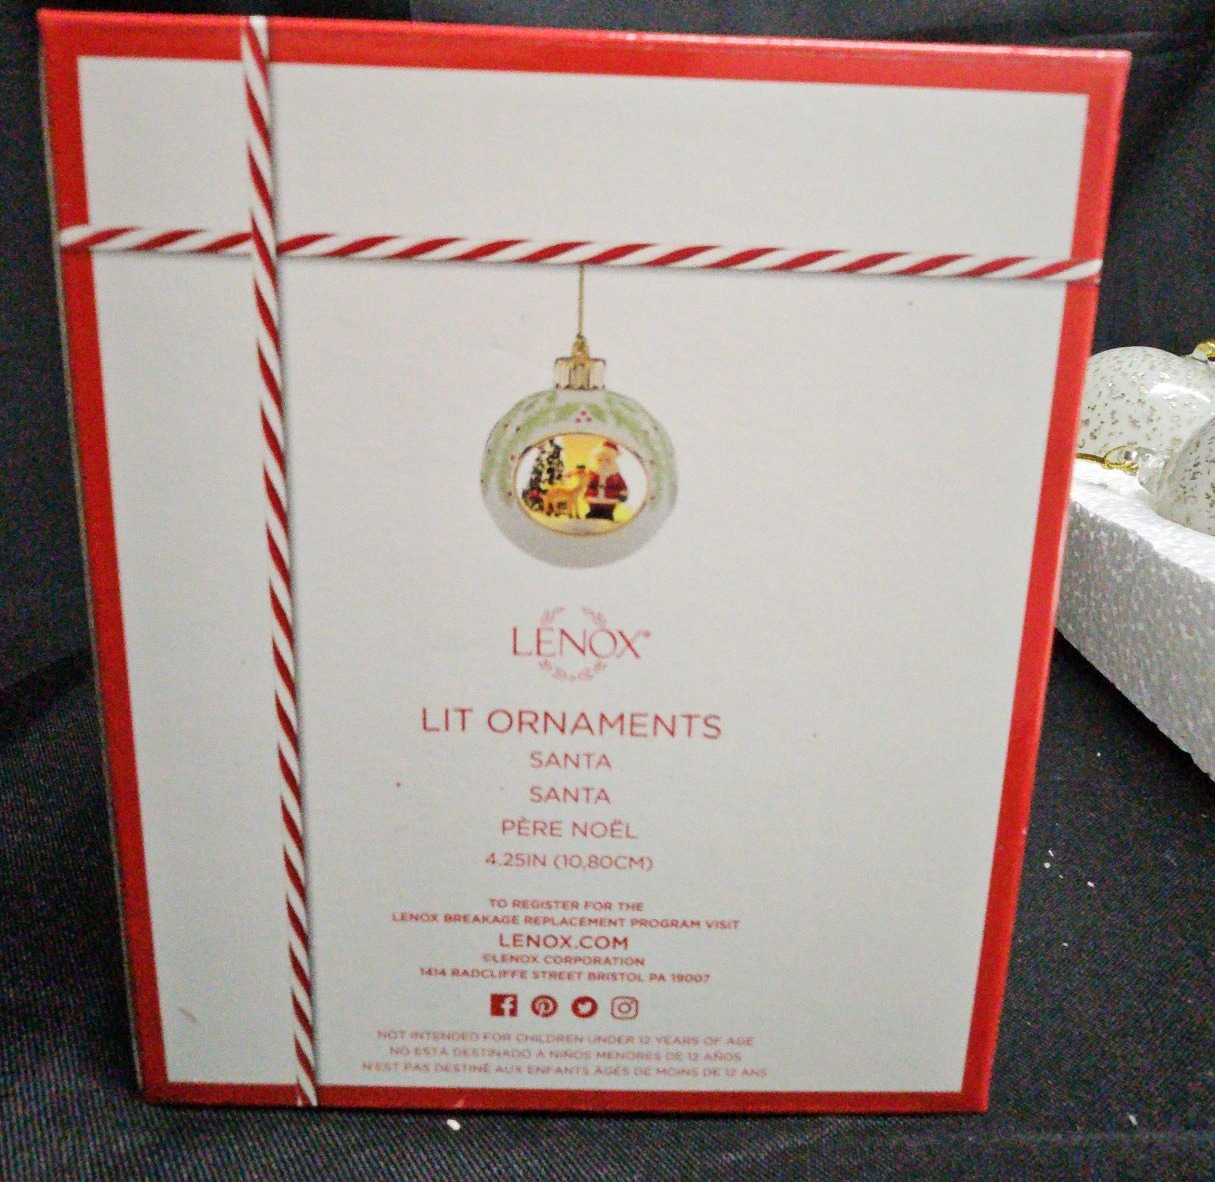 LENOX®
LIT ORNAMENTS
SANTA
SANTA
PÈRE NOËL
4.25IN (10,80CM)
TO REGISTER FOR THE
LENOX BREAKAGE REPLACEMENT PROGRAM VISIT
LENOX.COM
©LENOX CORPORATION
1414 RADCLIFFE STREET BRISTOL PA 19007
NOT INTENDED FOR CHILDREN UNDER 12 YEARS OF AGE
NO ESTÁ DESTINADO A NIÑOS MENORES DE 12 AÑOS
N'EST PAS DESTINÉ AUX ENFANTS ÂGÉS DE MOINS DE 12 ANS